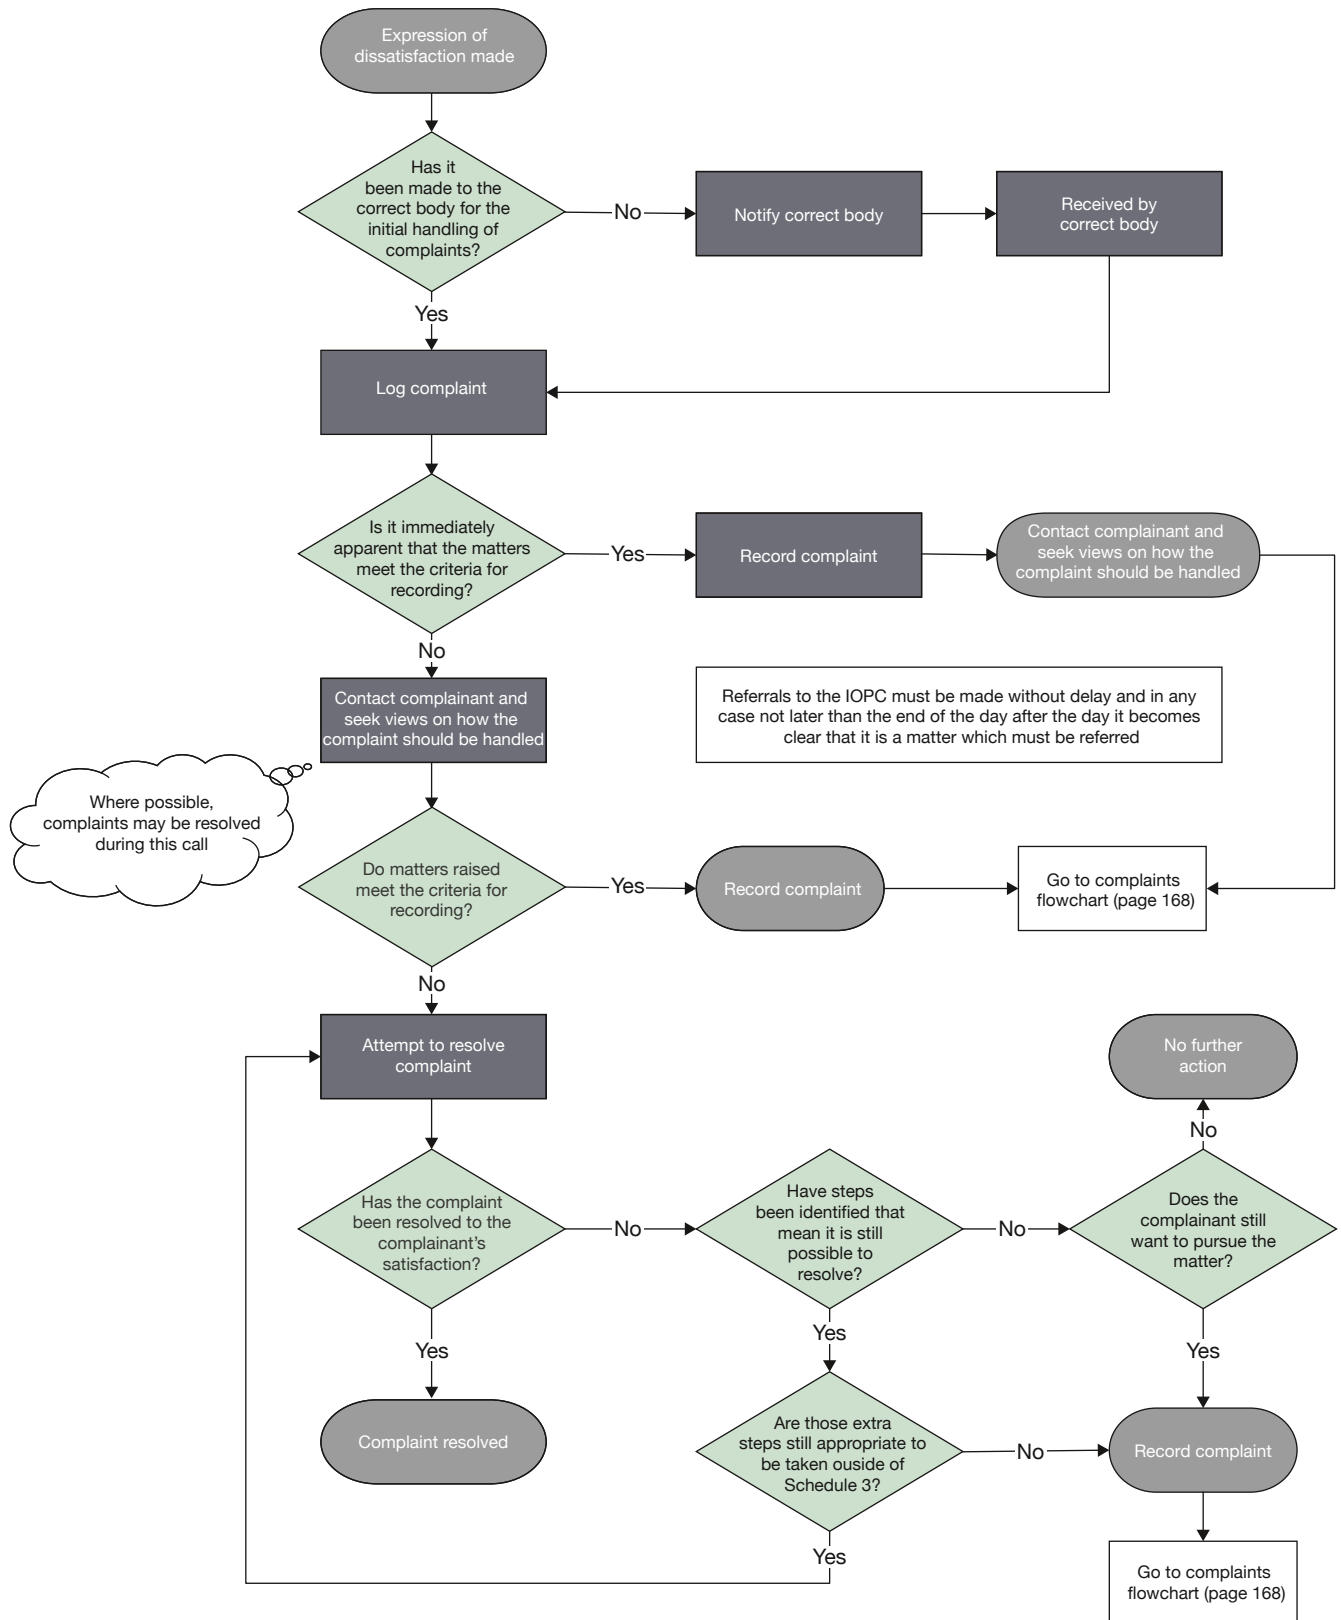 Expression of
dissatisfaction made
Has it
been made to the
correct body for the
initial handling of
complaints?
No
Notify correct body
Received by
correct body
Yes
Log complaint
Is it immediately
apparent that the matters
meet the criteria for
recording?
Yes
Record complaint
Contact complainant and
seek views on how the
complaint should be handled
No
Contact complainant and
seek views on how the
complaint should be handled
Referrals to the IOPC must be made without delay and in any
case not later than the end of the day after the day it becomes
clear that it is a matter which must be referred
Where possible,
complaints may be resolved
during this call
Do matters raised
meet the criteria for
recording?
Yes
Record complaint
Go to complaints
flowchart (page 168)
No
Attempt to resolve
complaint
No further
action
No
Has the complaint
been resolved to the
complainant's
satisfaction?
No
Have steps
been identified that
mean it is still
possible to
resolve?
No
Does the
complainant still
want to pursue the
matter?
Yes
Yes
Yes
Complaint resolved
Are those extra
steps still appropriate to
be taken ouside of
Schedule 3?
No
Record complaint
Yes
Go to complaints
flowchart (page 168)